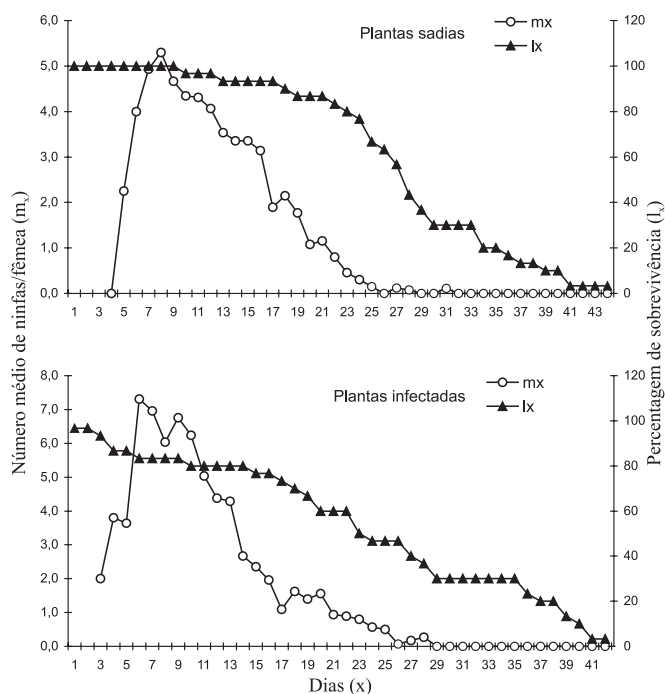 Número médio de ninfas/fêmea (mx)
Percentagem de sobrevivência (lx)
6,0
5,0
4,0
3,0
2,0
1,0
0,0
Plantas sadias
mx
lx
120
100
80
60
40
20
0
1 3 5 7 9 11 13 15 17 19 21 23 25 27 29 31 33 35 37 39 41 43
8,0
7,0
6,0
5,0
4,0
3,0
2,0
1,0
0,0
Plantas infectadas
mx
lx
120
100
80
60
40
20
0
1 3 5 7 9 11 13 15 17 19 21 23 25 27 29 31 33 35 37 39 41
Dias (x)